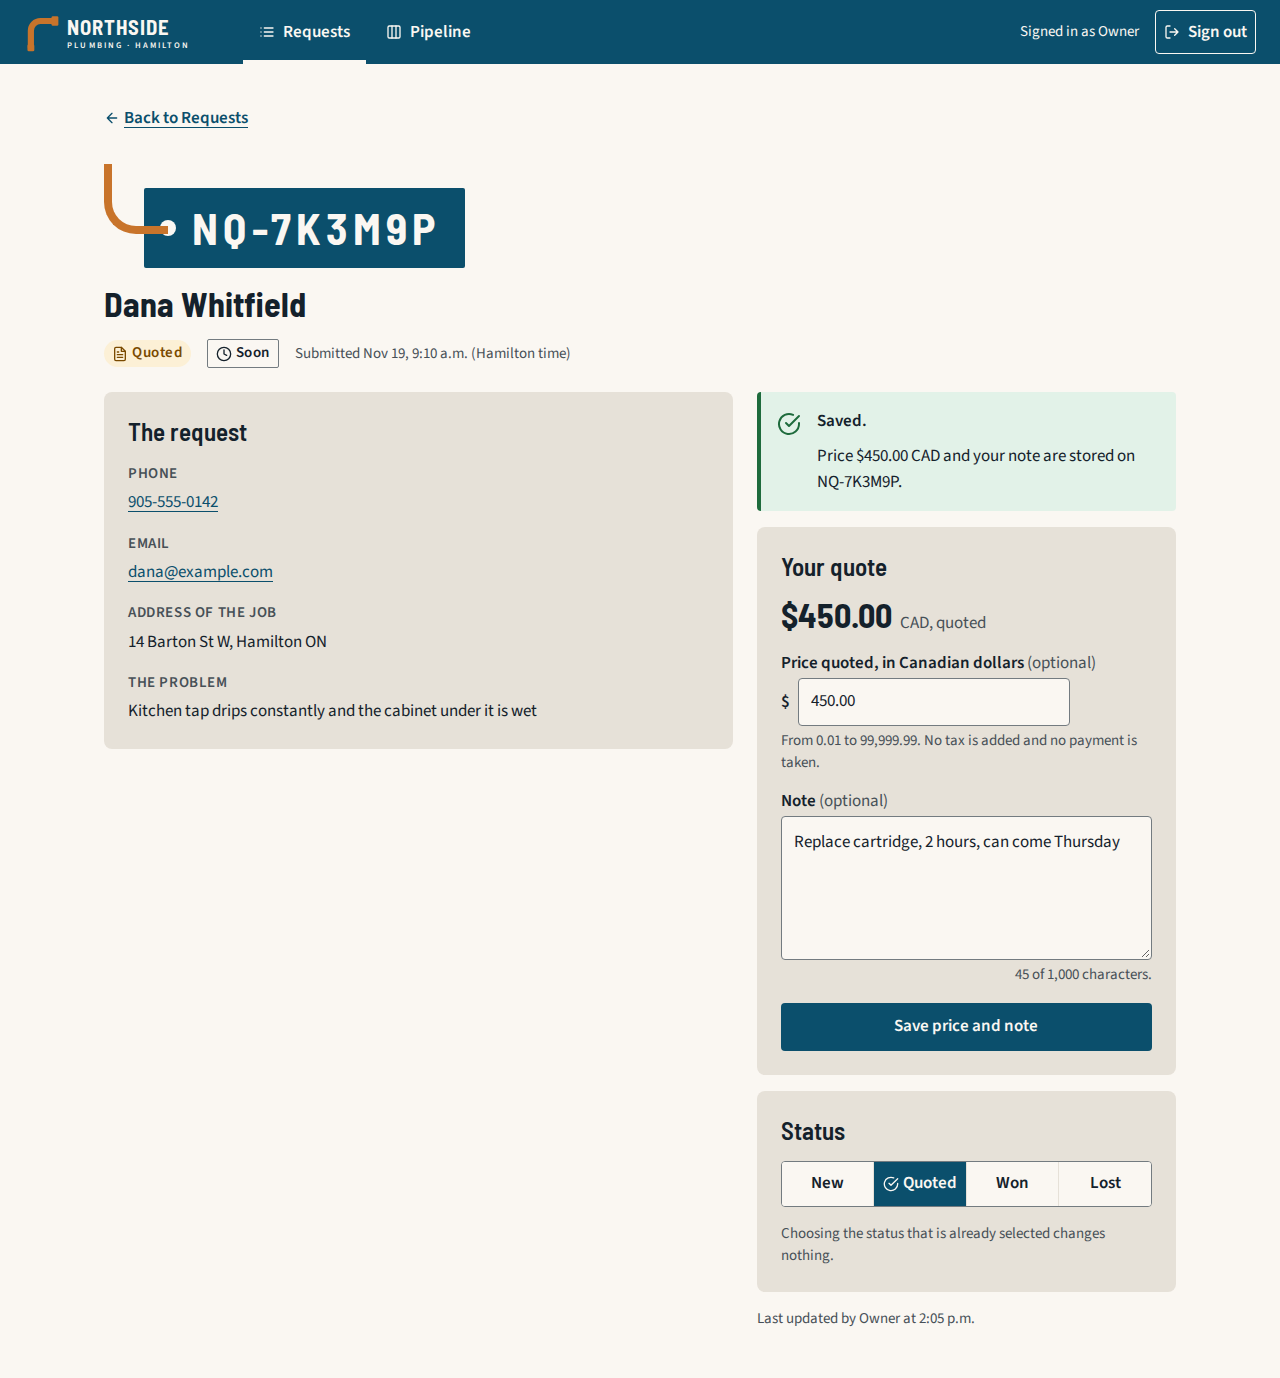 NORTHSIDE
PLUMBING · HAMILTON
Requests
Pipeline
Signed in as Owner
Sign out
Back to Requests
NQ-7K3M9P
Dana Whitfield
Quoted
Soon
Submitted Nov 19, 9:10 a.m. (Hamilton time)
The request
PHONE
905-555-0142
EMAIL
dana@example.com
ADDRESS OF THE JOB
14 Barton St W, Hamilton ON
THE PROBLEM
Kitchen tap drips constantly and the cabinet under it is wet
Saved.
Price $450.00 CAD and your note are stored on
NQ-7K3M9P.
Your quote
$450.00 CAD, quoted
Price quoted, in Canadian dollars (optional)
$ 450.00
From 0.01 to 99,999.99. No tax is added and no payment is
taken.
Note (optional)
Replace cartridge, 2 hours, can come Thursday
45 of 1,000 characters.
Save price and note
Status
New
Quoted
Won
Lost
Choosing the status that is already selected changes
nothing.
Last updated by Owner at 2:05 p.m.